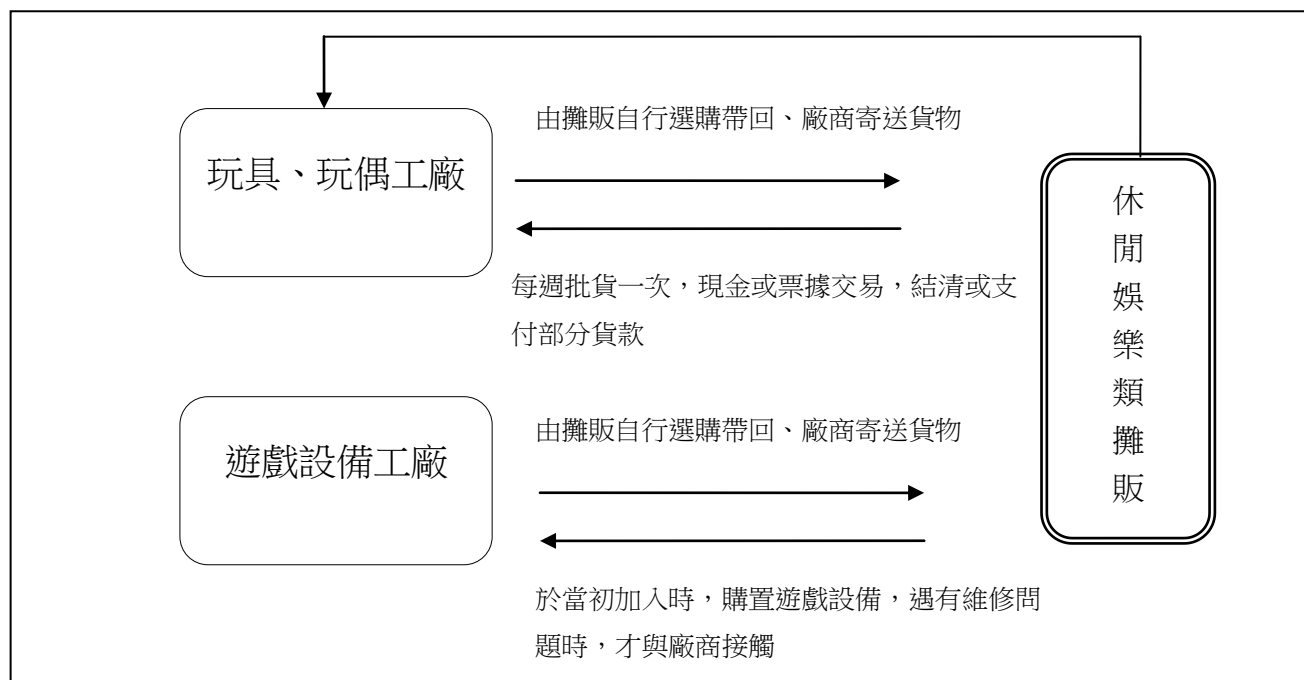 由攤販自行選購帶回、廠商寄送貨物
玩具、玩偶工廠
每週批貨一次，現金或票據交易，結清或支
付部分貨款
由攤販自行選購帶回、廠商寄送貨物
遊戲設備工廠
於當初加入時，購置遊戲設備，遇有維修問
題時，才與廠商接觸
休閒娛樂類攤販